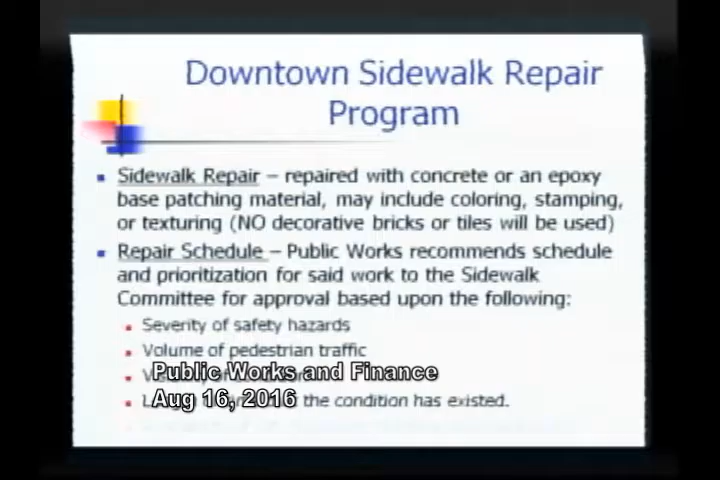 Downtown Sidewalk Repair
Program
Sidewalk Repair – repaired with concrete or an epoxy
base patching material, may include coloring, stamping,
or texturing (NO decorative bricks or tiles will be used)
Repair Schedule – Public Works recommends schedule
and prioritization for said work to the Sidewalk
Committee for approval based upon the following:
Severity of safety hazards
Volume of pedestrian traffic
Public Works and Finance
Aug 16, 2016
the condition has existed.